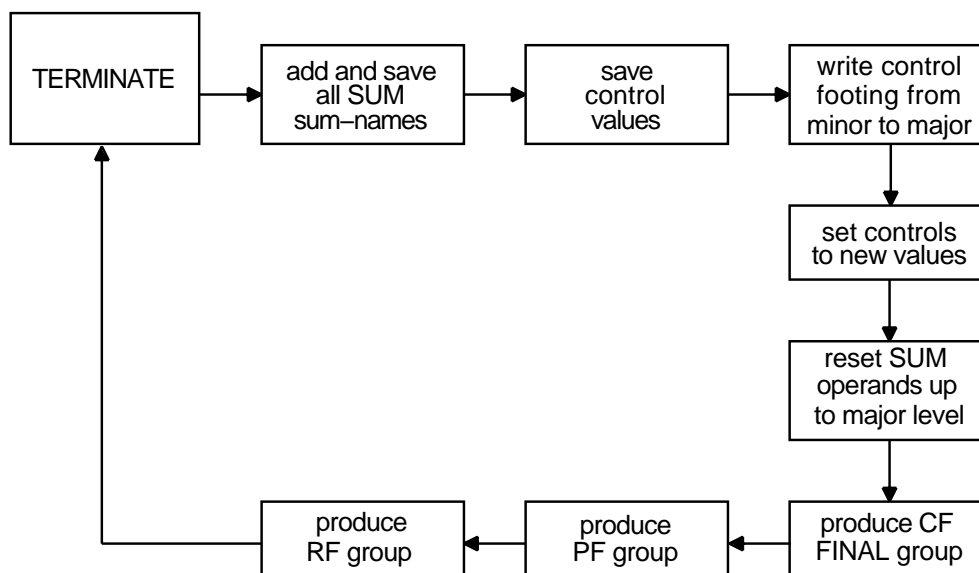 TERMINATE
add and save
all SUM
sum–names
save
control
values
write control
footing from
minor to major
set controls
to new values
reset SUM
operands up
to major level
produce CF
FINAL group
produce
PF group
produce
RF group